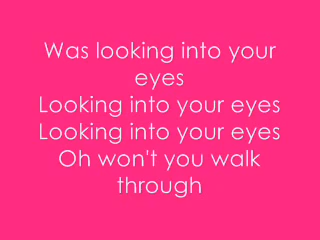 Was looking into your
eyes
Looking into your eyes
Looking into your eyes
Oh won't you walk
through